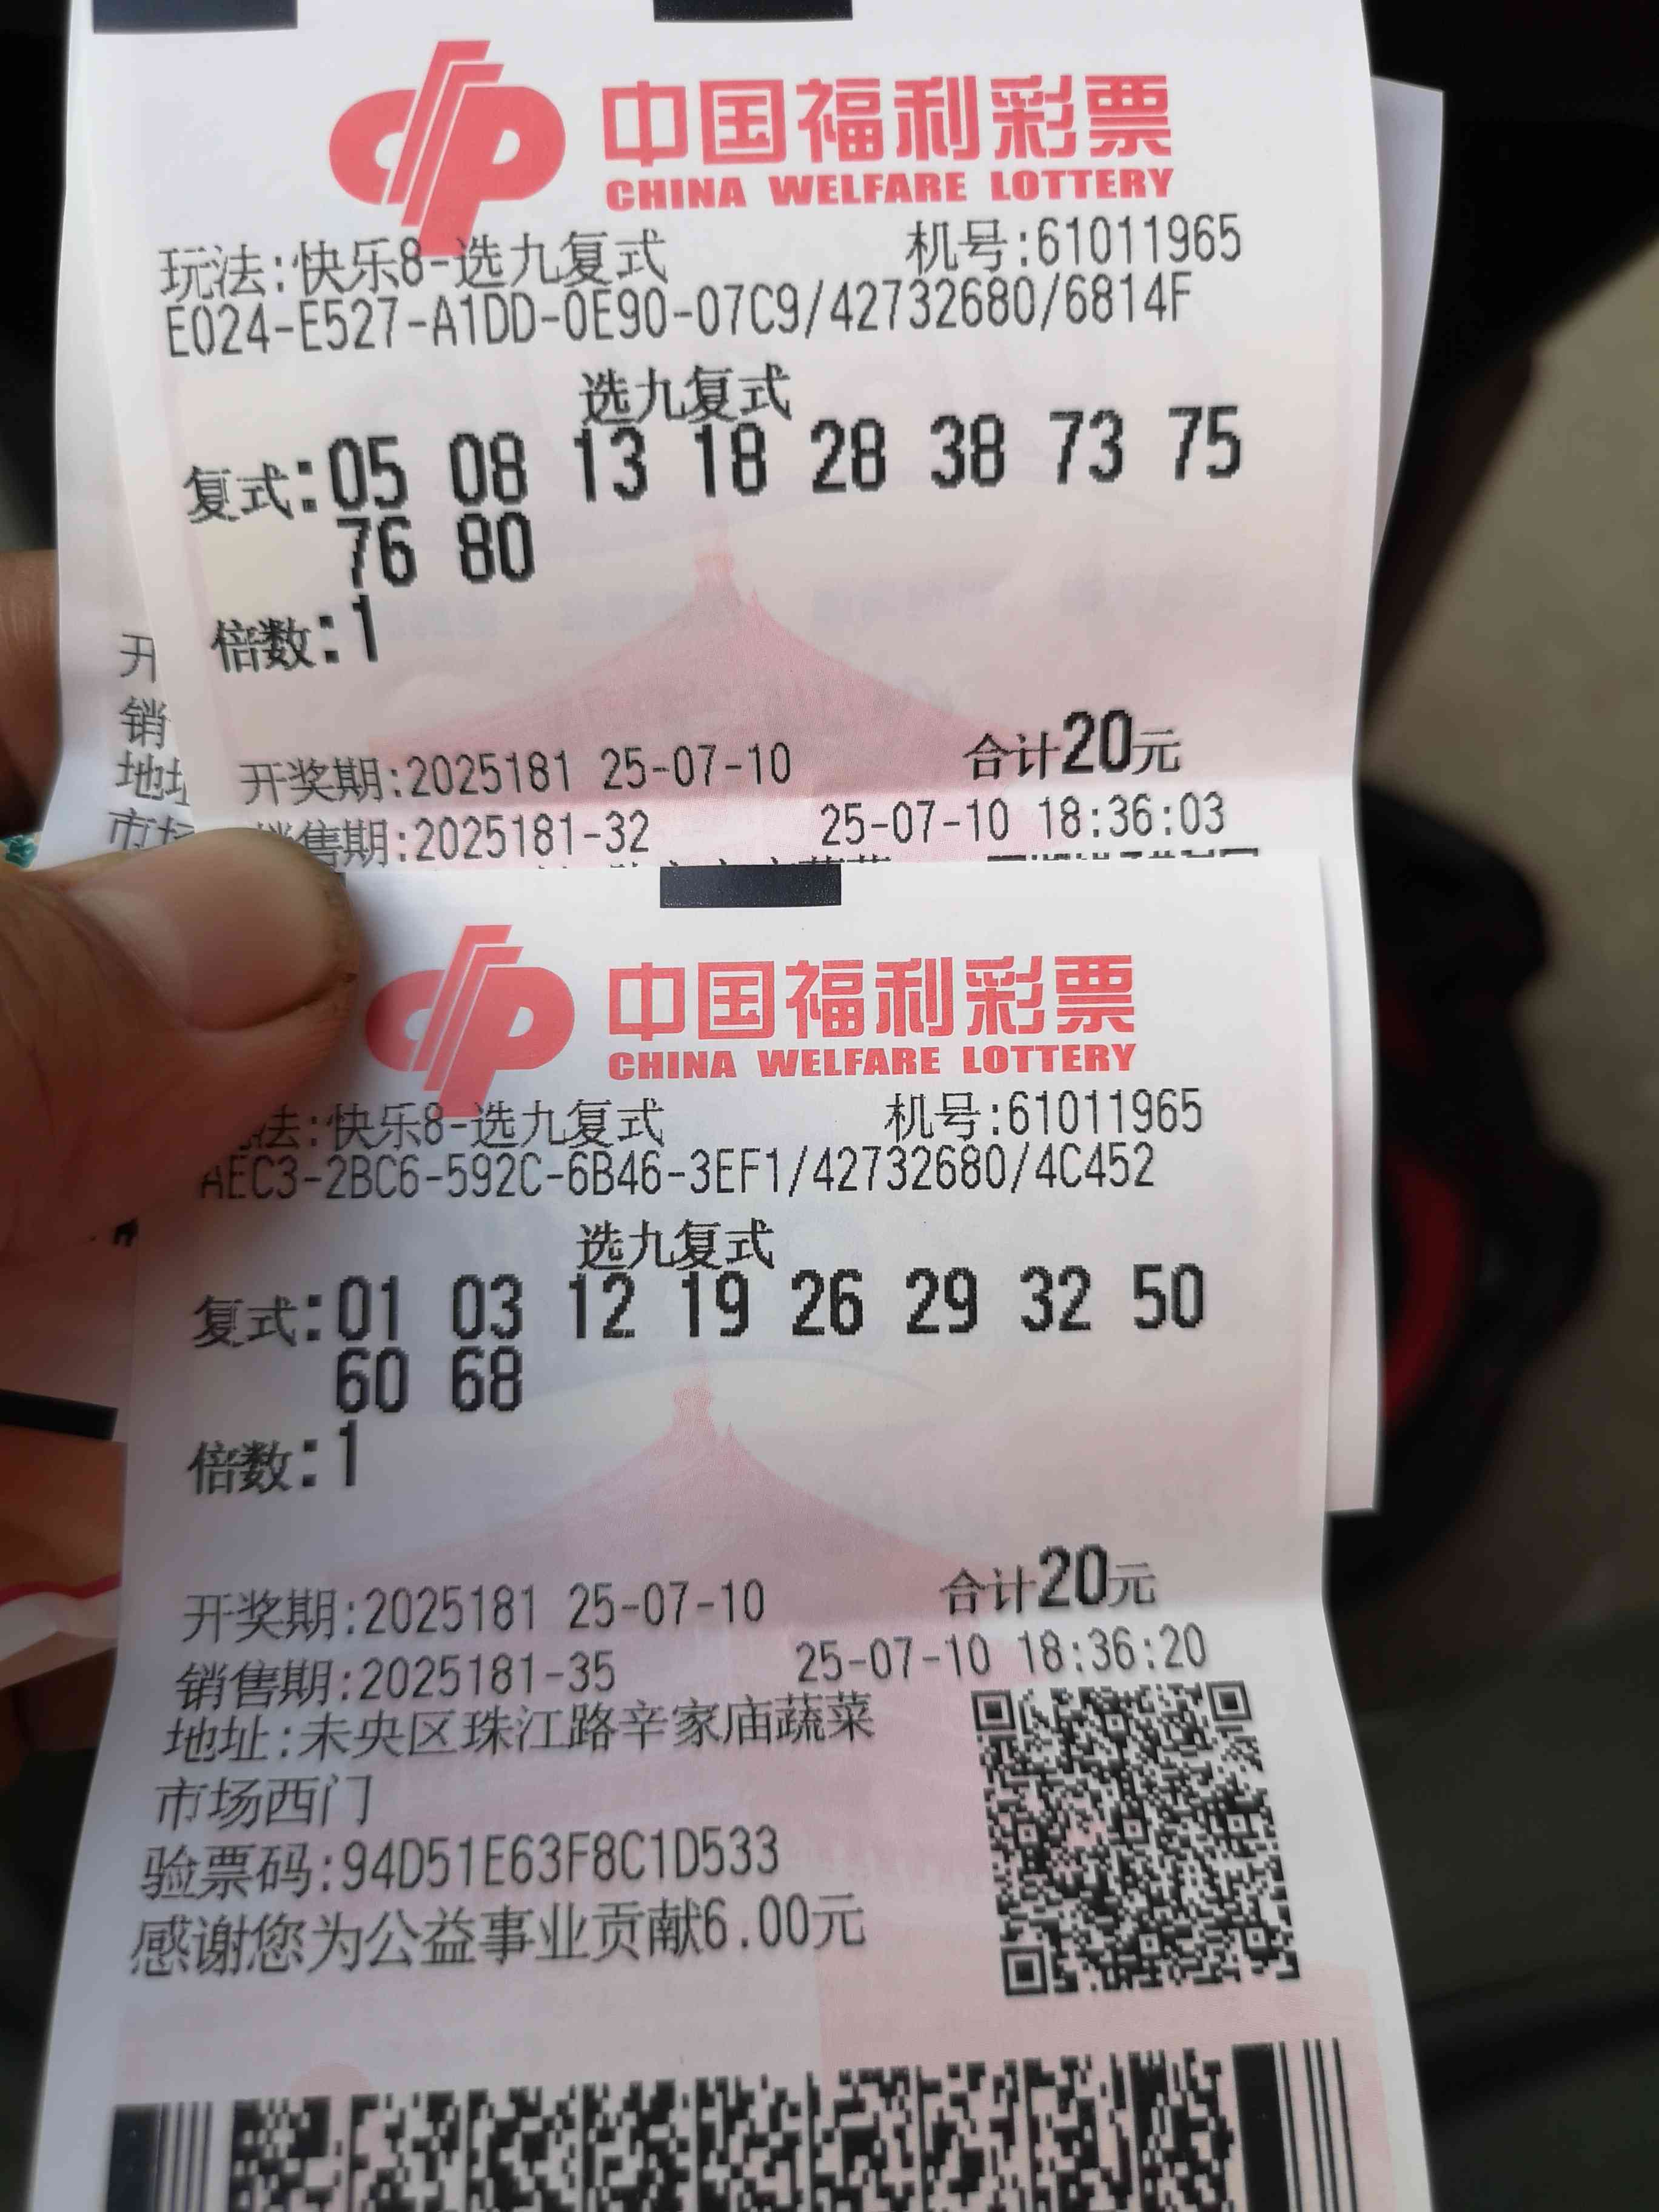 中国福利彩票
CHINA WELFARE LOTTERY
玩法:快乐8-选九复式 机号:61011965
E024-E527-A1DD-0E90-07C9/42732680/6814F
选九复式
复式:05 08 13 18 28 38 73 75
76 80
倍数:1
开奖期:2025181 25-07-10 合计20元
售期:2025181-32 25-07-10 18:36:03
开
销
地址
市场
中国福利彩票
CHINA WELFARE LOTTERY
法:快乐8-选九复式 机号:61011965
AEC3-2BC6-592C-6B46-3EF1/42732680/4C452
选九复式
复式:01 03 12 19 26 29 32 50
60 68
倍数:1
开奖期:2025181 25-07-10 合计20元
销售期:2025181-35 25-07-10 18:36:20
地址:未央区珠江路辛家庙蔬菜
市场西门
验票码:94D51E63F8C1D533
感谢您为公益事业贡献6.00元